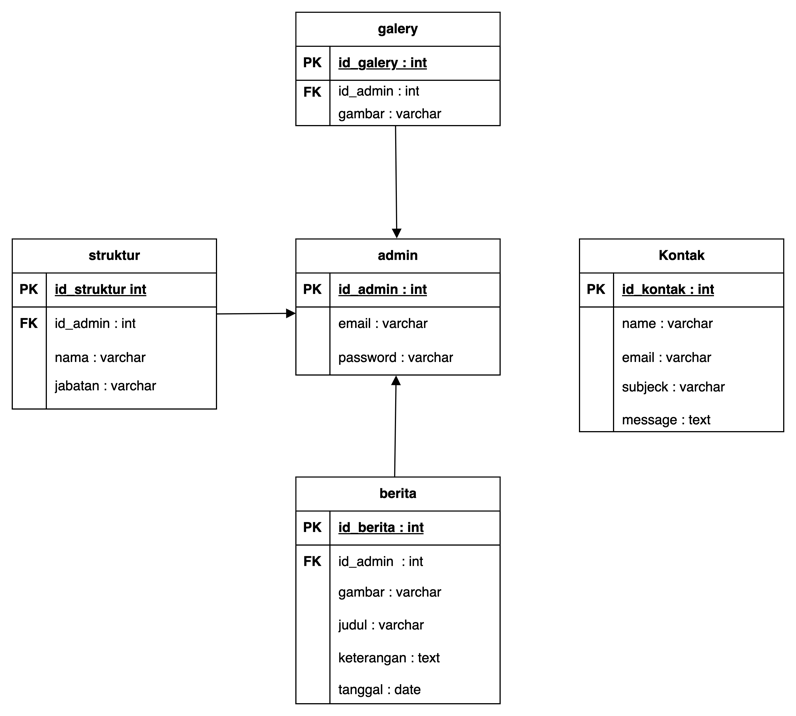 galery
PK id_galery : int
FK id_admin : int
gambar : varchar
struktur
PK id_struktur int
FK id_admin : int
nama : varchar
jabatan : varchar
admin
PK id_admin : int
email : varchar
password : varchar
Kontak
PK id_kontak : int
name : varchar
email : varchar
subjeck : varchar
message : text
berita
PK id_berita : int
FK id_admin : int
gambar : varchar
judul : varchar
keterangan : text
tanggal : date